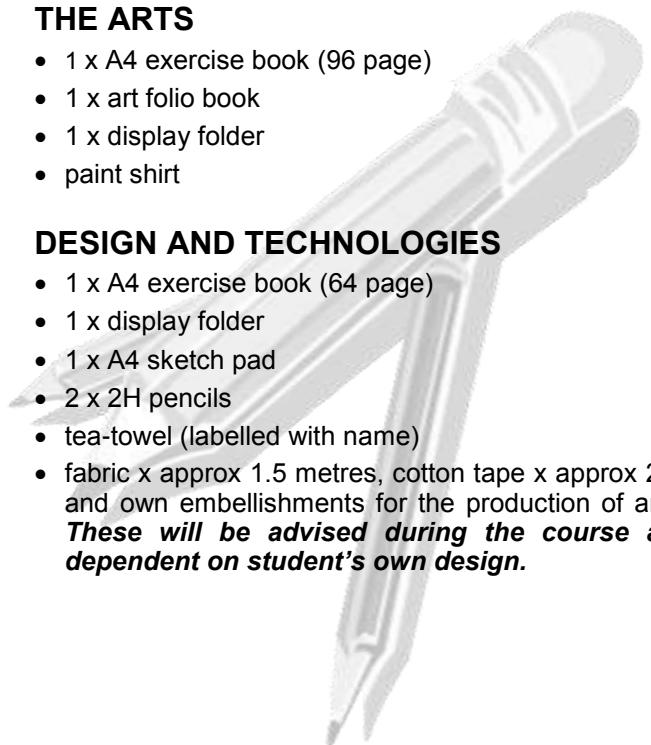 THE ARTS
• 1 x A4 exercise book (96 page)
• 1 x art folio book
• 1 x display folder
• paint shirt
DESIGN AND TECHNOLOGIES
• 1 x A4 exercise book (64 page)
• 1 x display folder
• 1 x A4 sketch pad
• 2 x 2H pencils
• tea-towel (labelled with name)
• fabric x approx 1.5 metres, cotton tape x approx
and own embellishments for the production of
These will be advised during the course
dependent on student's own design.